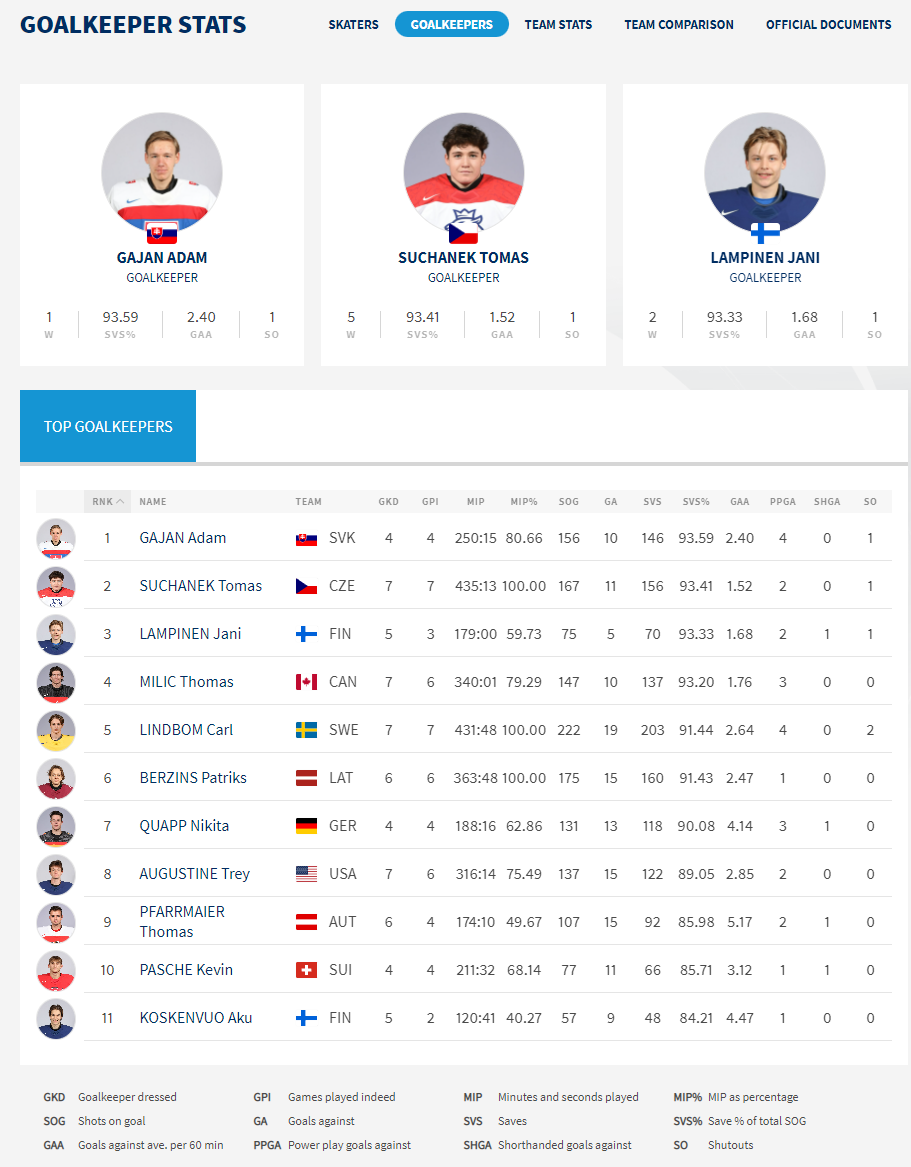 GOALKEEPER STATS
SKATERS GOALKEEPERS TEAM STATS TEAM COMPARISON OFFICIAL DOCUMENTS
GAJAN ADAM
GOALKEEPER
1 93.59 2.40 1
W SVS% GAA SO
SUCHANEK TOMAS
GOALKEEPER
5 93.41 1.52 1
W SVS% GAA SO
LAMPINEN JANI
GOALKEEPER
2 93.33 1.68 1
W SVS% GAA SO
TOP GOALKEEPERS
RNK NAME TEAM GKD GPI MIP MIP% SOG GA SVS SVS% GAA PPGA SHGA SO
1 GAJAN Adam SVK 4 4 250:15 80.66 156 10 146 93.59 2.40 4 0 1
2 SUCHANEK Tomas CZE 7 7 435:13 100.00 167 11 156 93.41 1.52 2 0 1
3 LAMPINEN Jani FIN 5 3 179:00 59.73 75 5 70 93.33 1.68 2 1 1
4 MILIC Thomas CAN 7 6 340:01 79.29 147 10 137 93.20 1.76 3 0 0
5 LINDBOM Carl SWE 7 7 431:48 100.00 222 19 203 91.44 2.64 4 0 2
6 BERZINS Patriks LAT 6 6 363:48 100.00 175 15 160 91.43 2.47 1 0 0
7 QUAPP Nikita GER 4 4 188:16 62.86 131 13 118 90.08 4.14 3 1 0
8 AUGUSTINE Trey USA 7 6 316:14 75.49 137 15 122 89.05 2.85 2 0 0
9 PFARRMAIER
Thomas AUT 6 4 174:10 49.67 107 15 92 85.98 5.17 2 1 0
10 PASCHE Kevin SUI 4 4 211:32 68.14 77 11 66 85.71 3.12 1 1 0
11 KOSKENVUO Aku FIN 5 2 120:41 40.27 57 9 48 84.21 4.47 1 0 0
GKD Goalkeeper dressed GPI Games played indeed MIP Minutes and seconds played MIP% MIP as percentage
SOG Shots on goal GA Goals against SVS Saves SVS% Save % of total SOG
GAA Goals against ave. per 60 min PPGA Power play goals against SHGA Shorthanded goals against SO Shutouts